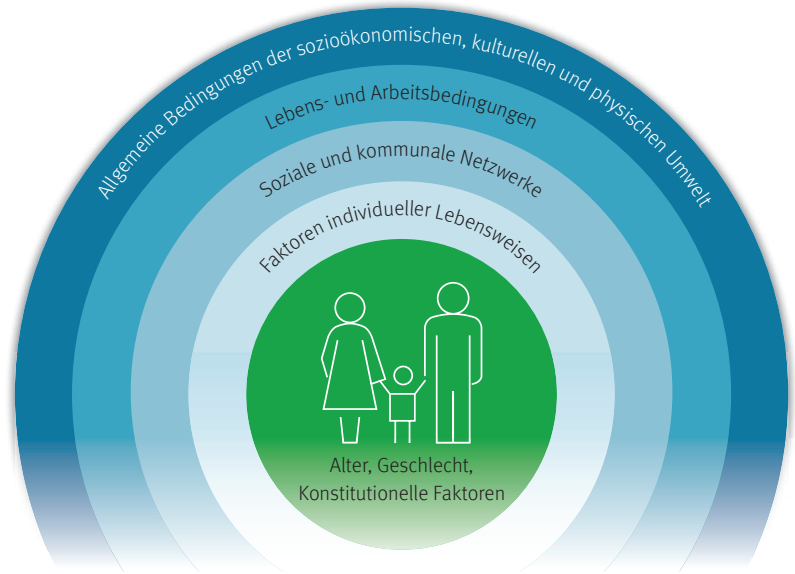 Allgemeine Bedingungen der sozioökonomischen, kulturellen und physischen Umwelt
Lebens- und Arbeitsbedingungen
Soziale und kommunale Netzwerke
Faktoren individueller Lebensweisen
Alter, Geschlecht,
Konstitutionelle Faktoren